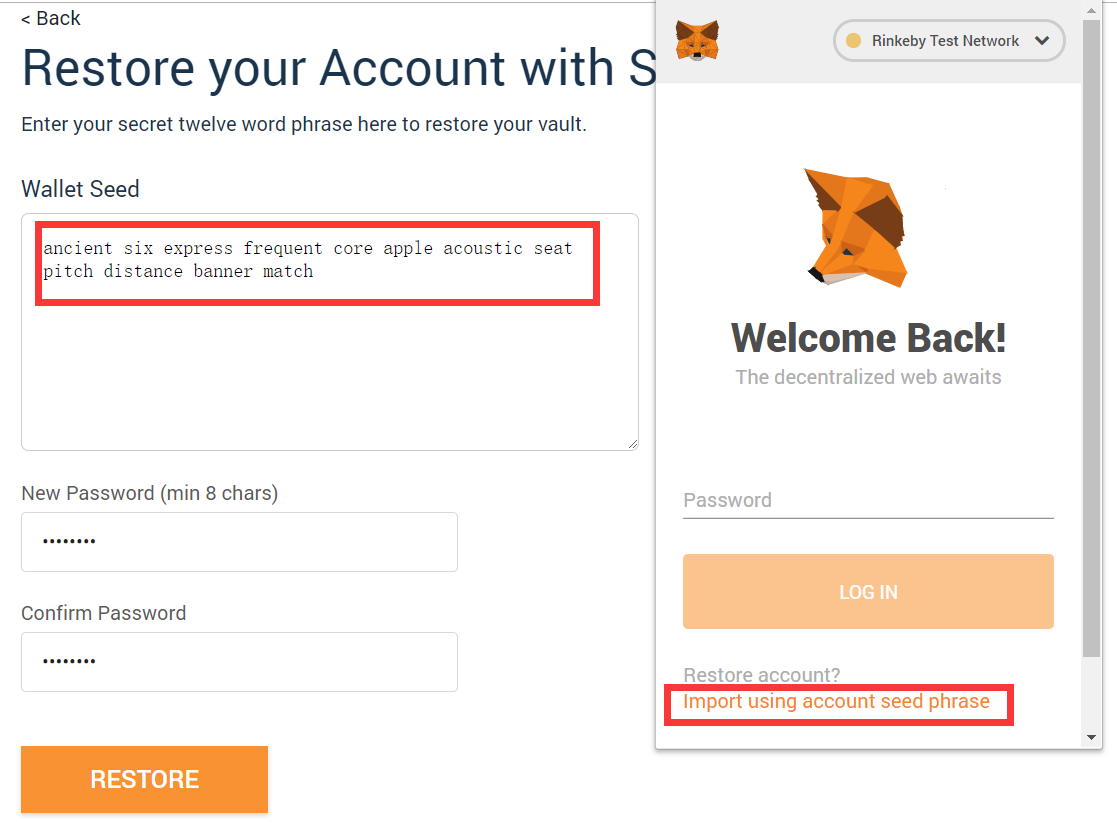 < Back
Restore your Account with S
Enter your secret twelve word phrase here to restore your vault.
Wallet Seed
ancient six express frequent core apple acoustic seat
pitch distance banner match
New Password (min 8 chars)
••••••••
Confirm Password
••••••••
RESTORE
Rinkeby Test Network
Welcome Back!
The decentralized web awaits
Password
LOG IN
Restore account?
Import using account seed phrase